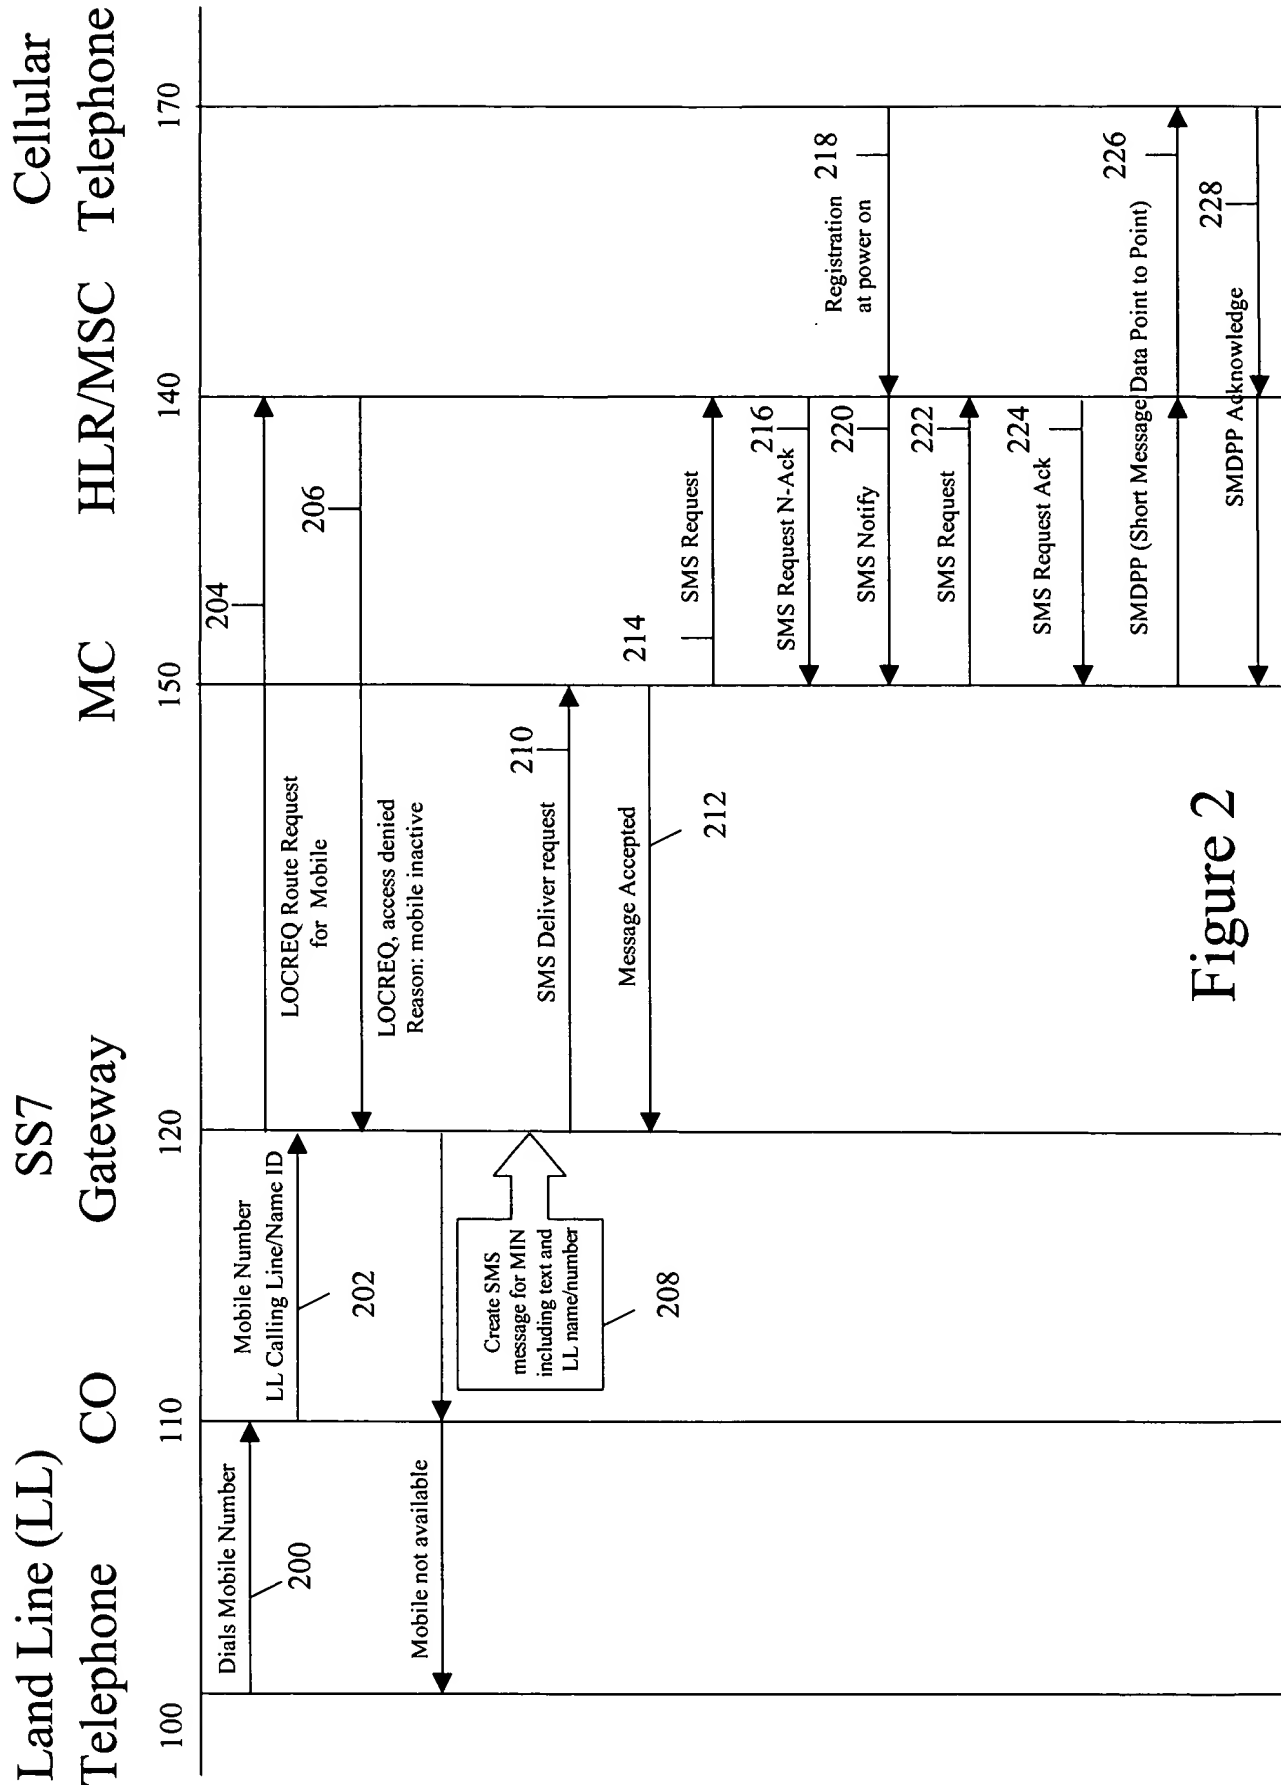 Land Line (LL)
Telephone
CO
SS7
Gateway
MC
HLR/MSC
Cellular
Telephone
100
110
120
150
140
170
Dials Mobile Number
200
Mobile Number
LL Calling Line/Name ID
202
204
LOCREQ Route Request
for Mobile
206
LOCREQ, access denied
Reason: mobile inactive
Mobile not available
Create SMS
message for MIN
including text and
LL name/number
208
SMS Deliver request
210
Message Accepted
212
214
SMS Request
216
SMS Request N-Ack
Registration
at power on
218
220
SMS Notify
222
SMS Request
224
SMS Request Ack
SMDPP (Short Message Data Point to Point)
226
SMDPP Acknowledge
228
Figure 2